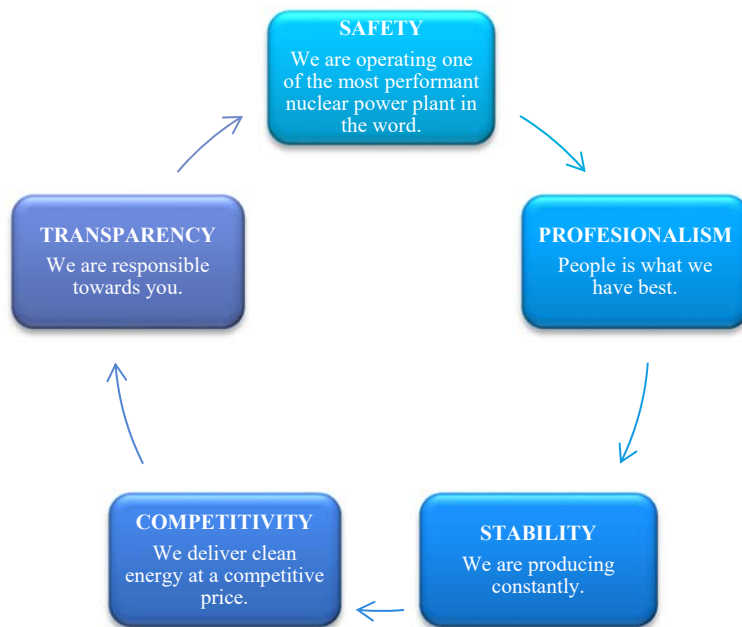 SAFETY
We are operating one
of the most performant
nuclear power plant in
the word.
PROFESIONALISM
People is what we
have best.
STABILITY
We are producing
constantly.
COMPETITIVITY
We deliver clean
energy at a competitive
price.
TRANSPARENCY
We are responsible
towards you.